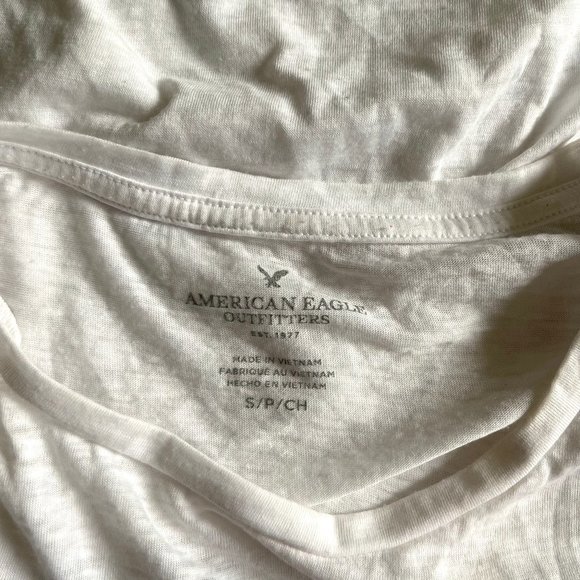 AMERICAN EAGLE
OUTFITTERS
EST. 1977
MADE IN VIETNAM
FABRIQUÉ AU VIETNAM
HECHO EN VIETNAM
S/P/CH